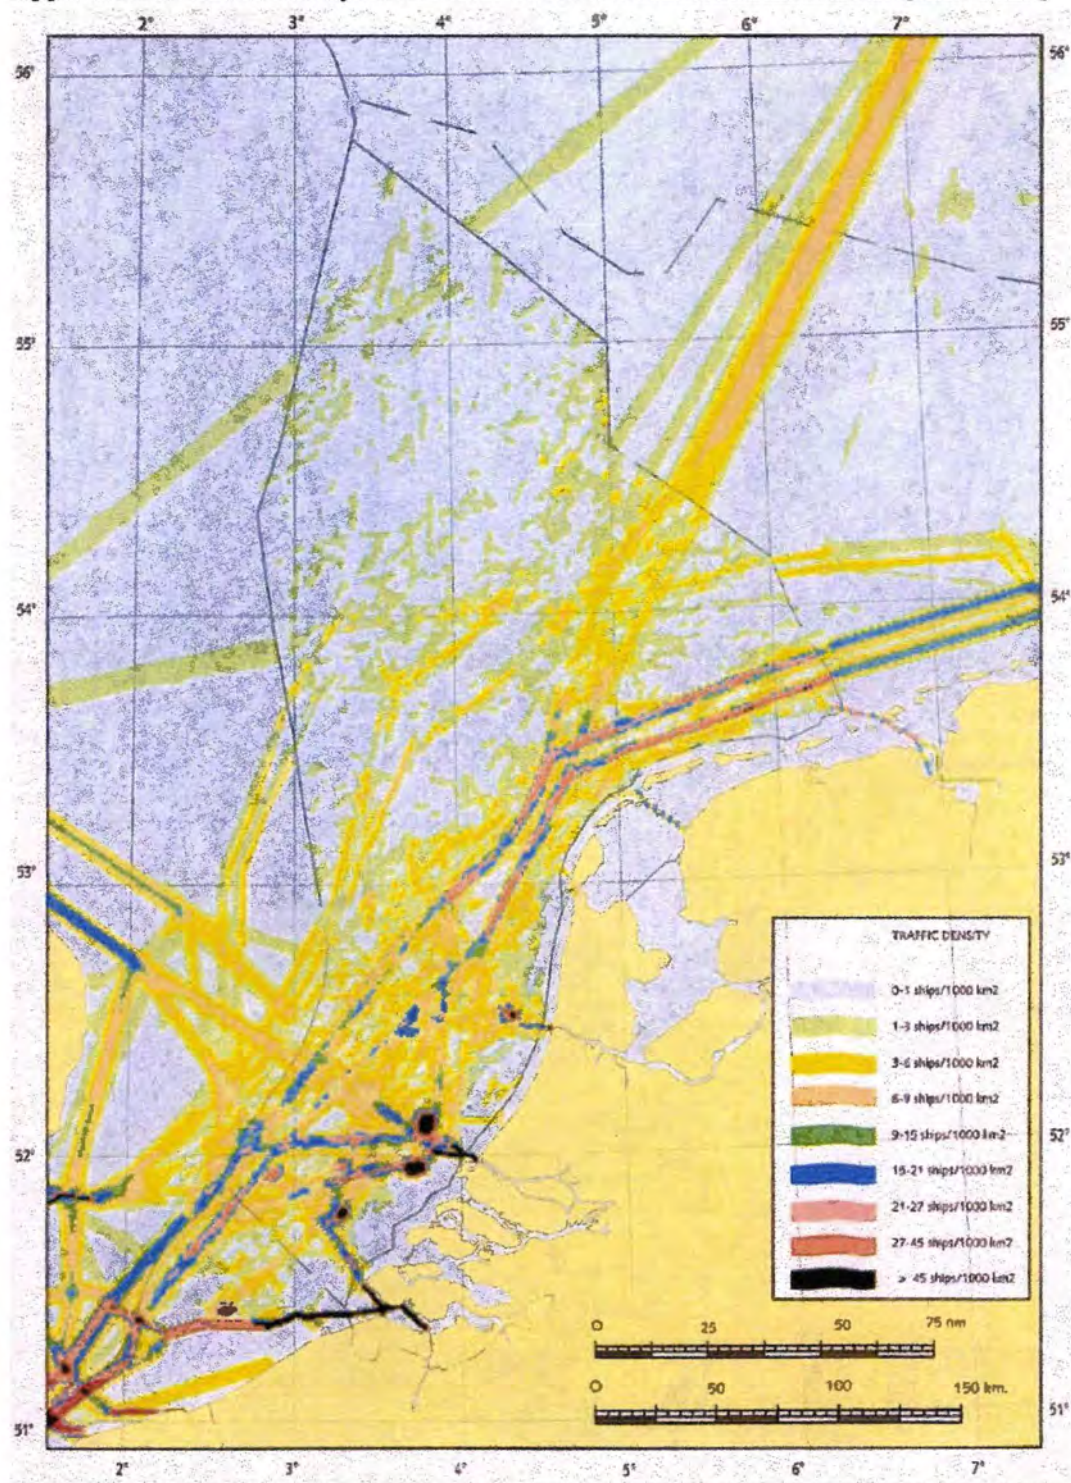 2° 3° 4° 5° 6° 7°
56° 56°
55° 55°
54° 54°
53° 53°
52° 52°
51° 51°
TRAFFIC DENSITY
0-1 ships/1000 km2
1-3 ships/1000 km2
3-6 ships/1000 km2
6-9 ships/1000 km2
9-15 ships/1000 km2
15-21 ships/1000 km2
21-27 ships/1000 km2
27-45 ships/1000 km2
> 45 ships/1000 km2
0 25 50 75 nm
0 50 100 150 km.
2° 3° 4° 5° 6° 7°